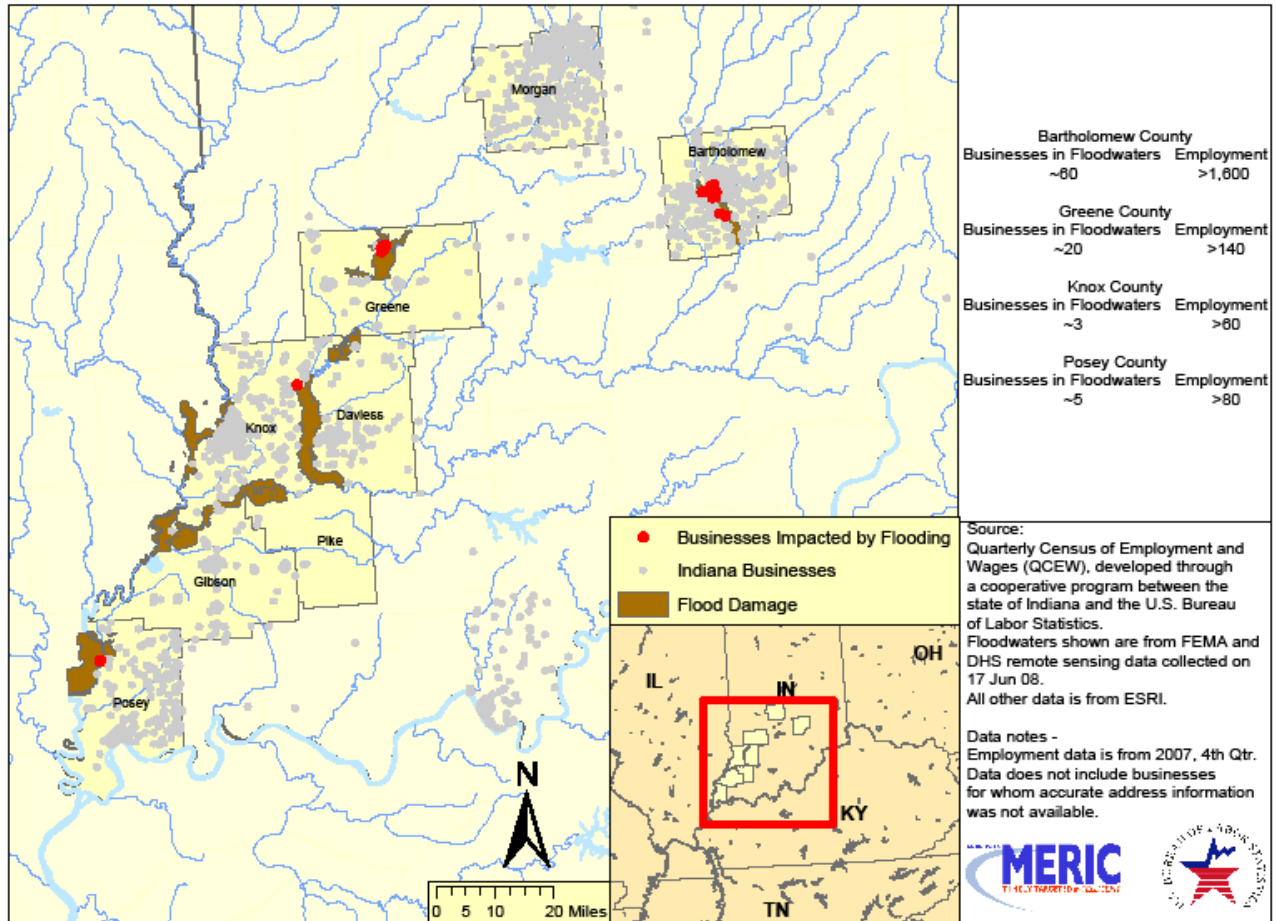 Morgan
Bartholomew
Greene
Daviess
Knox
Pike
Gibson
Posey
N
0 5 10 20 Miles
Businesses Impacted by Flooding
Indiana Businesses
Flood Damage
OH
IL
IN
KY
TN
Bartholomew County
Businesses in Floodwaters Employment
~60 >1,600
Greene County
Businesses in Floodwaters Employment
~20 >140
Knox County
Businesses in Floodwaters Employment
~3 >60
Posey County
Businesses in Floodwaters Employment
~5 >80
Source:
Quarterly Census of Employment and
Wages (QCEW), developed through
a cooperative program between the
state of Indiana and the U.S. Bureau
of Labor Statistics.
Floodwaters shown are from FEMA and
DHS remote sensing data collected on
17 Jun 08.
All other data is from ESRI.
Data notes -
Employment data is from 2007, 4th Qtr.
Data does not include businesses
for whom accurate address information
was not available.
MERIC